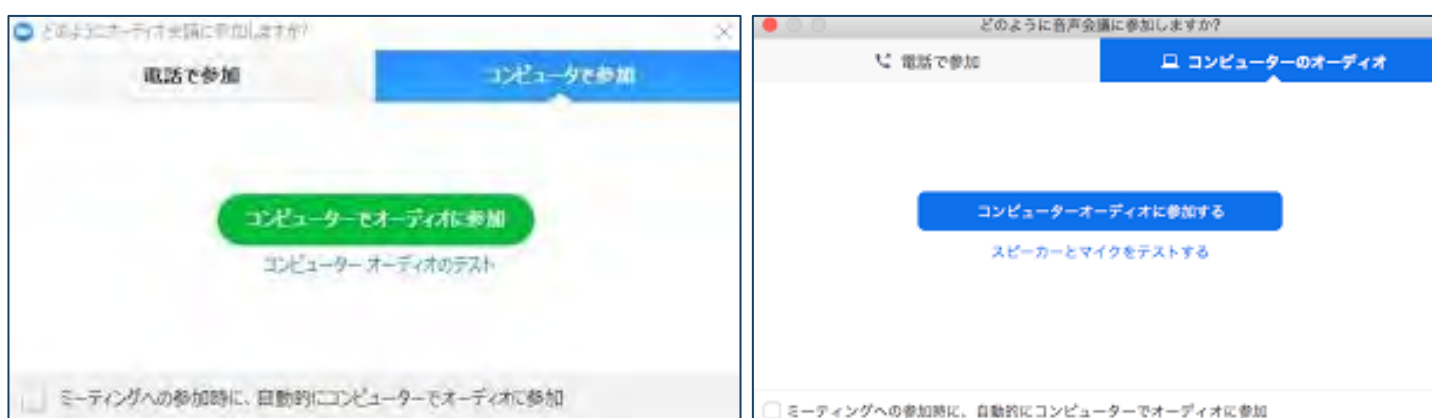 どのようにオーディオ会議に参加しますか?
電話で参加
コンピュータで参加
コンピューターでオーディオに参加
コンピューター オーディオのテスト
ミーティングへの参加時に、自動的にコンピューターでオーディオに参加
どのように音声会議に参加しますか?
電話で参加
コンピューターのオーディオ
コンピューターオーディオに参加する
スピーカーとマイクをテストする
ミーティングへの参加時に、自動的にコンピューターでオーディオに参加